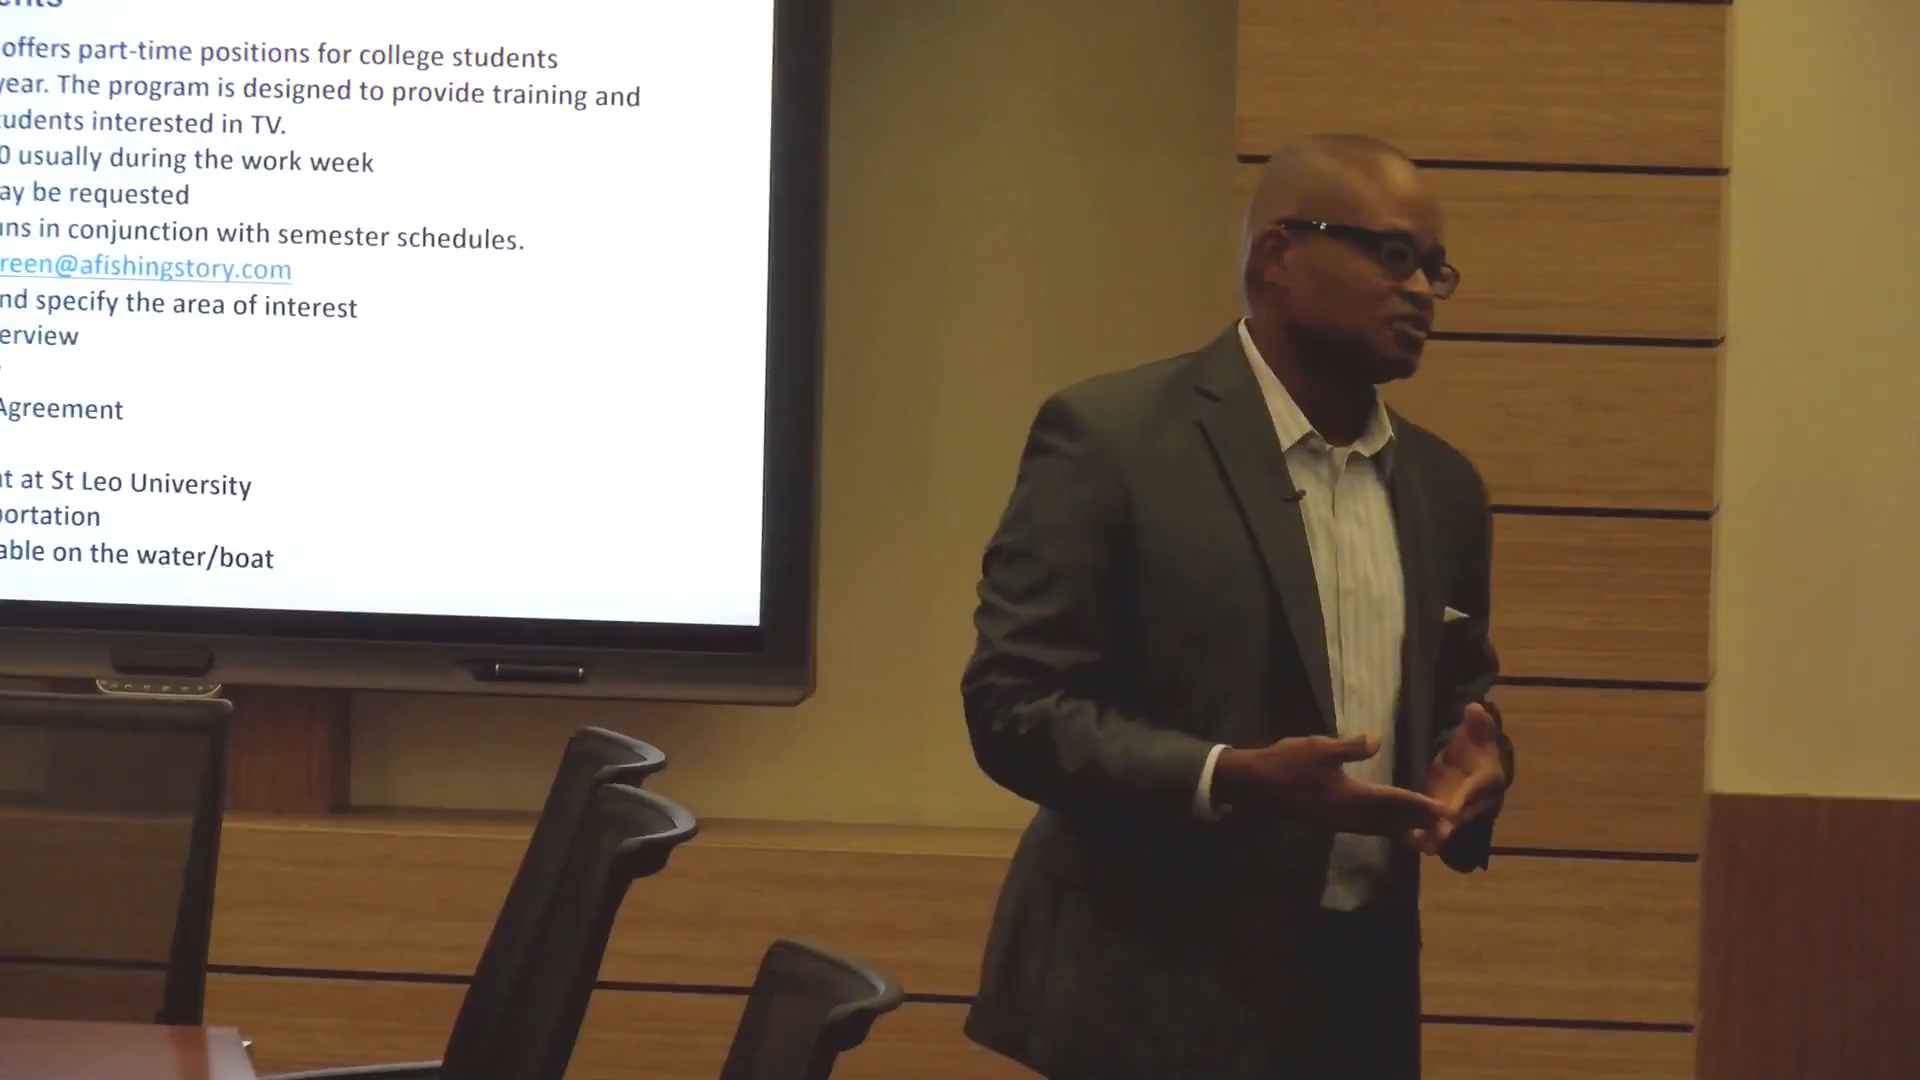 offers part-time positions for college students
year. The program is designed to provide training and
tudents interested in TV.
0 usually during the work week
ay be requested
uns in conjunction with semester schedules.
reen@afishingstory.com
nd specify the area of interest
erview
Agreement
t at St Leo University
portation
able on the water/boat